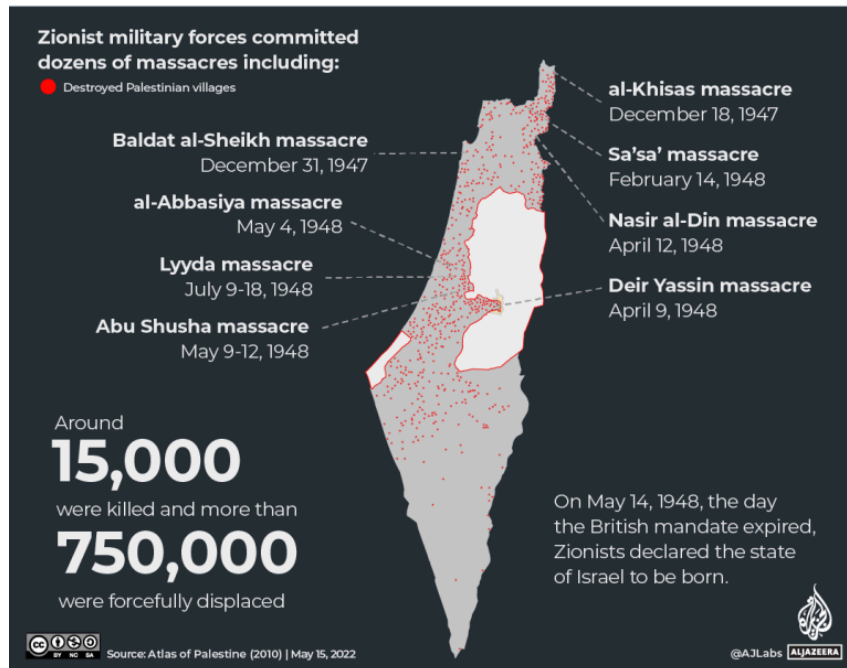 Zionist military forces committed
dozens of massacres including:
Destroyed Palestinian villages
al-Khisas massacre
December 18, 1947
Baldat al-Sheikh massacre
December 31, 1947
Sa'sa' massacre
February 14, 1948
al-Abbasiya massacre
May 4, 1948
Nasir al-Din massacre
April 12, 1948
Lyyda massacre
July 9-18, 1948
Deir Yassin massacre
April 9, 1948
Abu Shusha massacre
May 9-12, 1948
Around
15,000
were killed and more than
750,000
were forcefully displaced
On May 14, 1948, the day
the British mandate expired,
Zionists declared the state
of Israel to be born.
cc BY NC SA
Source: Atlas of Palestine (2010) | May 15, 2022
@AJLabs
ALJAZEERA